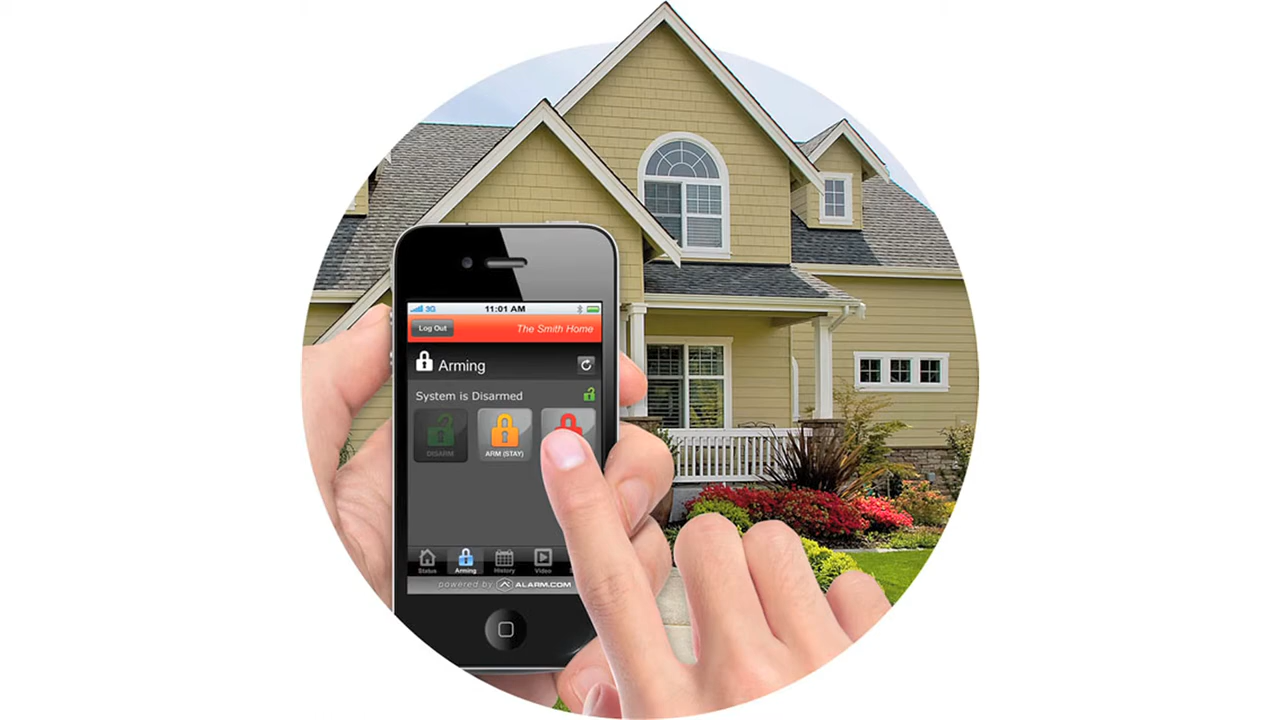 3G 11:01 AM
Log Out The Smith Home
Arming
System is Disarmed
DISARM ARM (STAY)
Status Arming History Video
powered by ALARM.COM